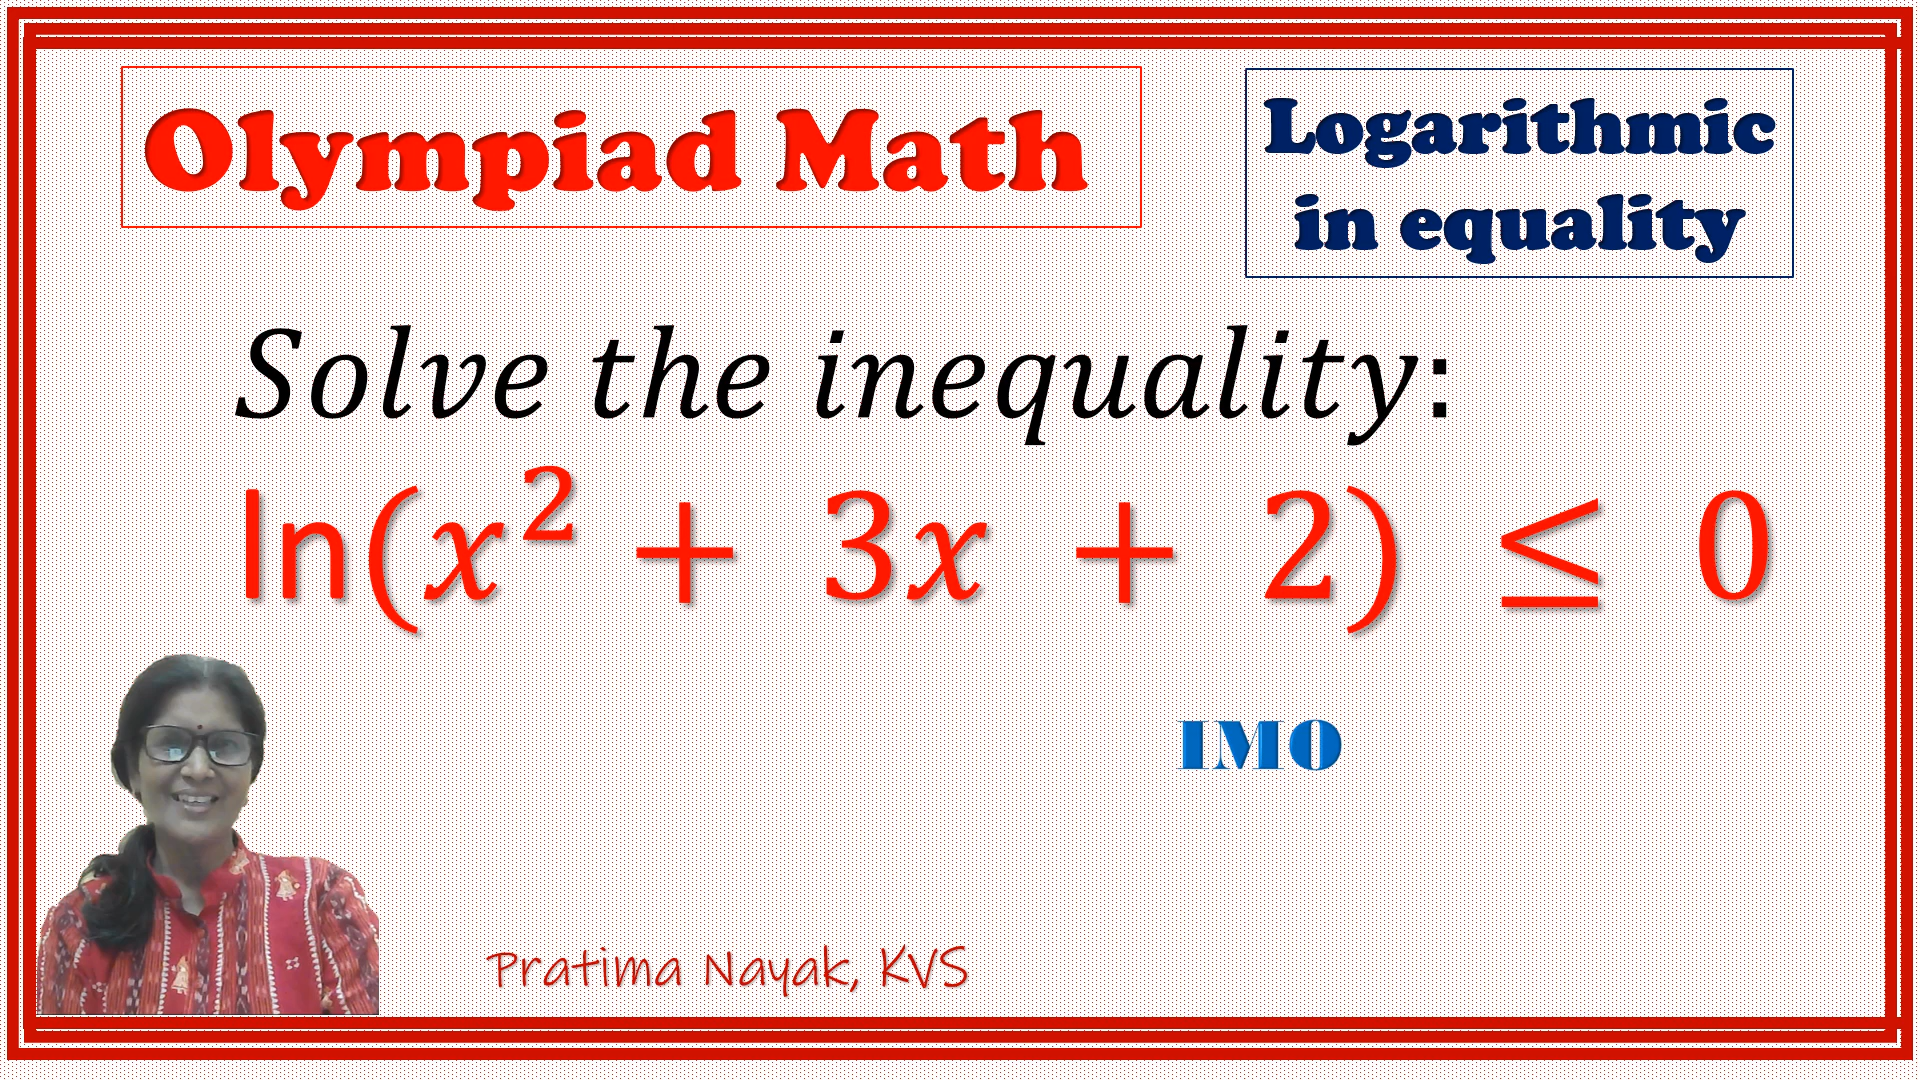 Olympiad Math
Logarithmic
in equality
Solve the inequality:
ln(x² + 3x + 2) ≤ 0
IMO
Pratima Nayak, KVS